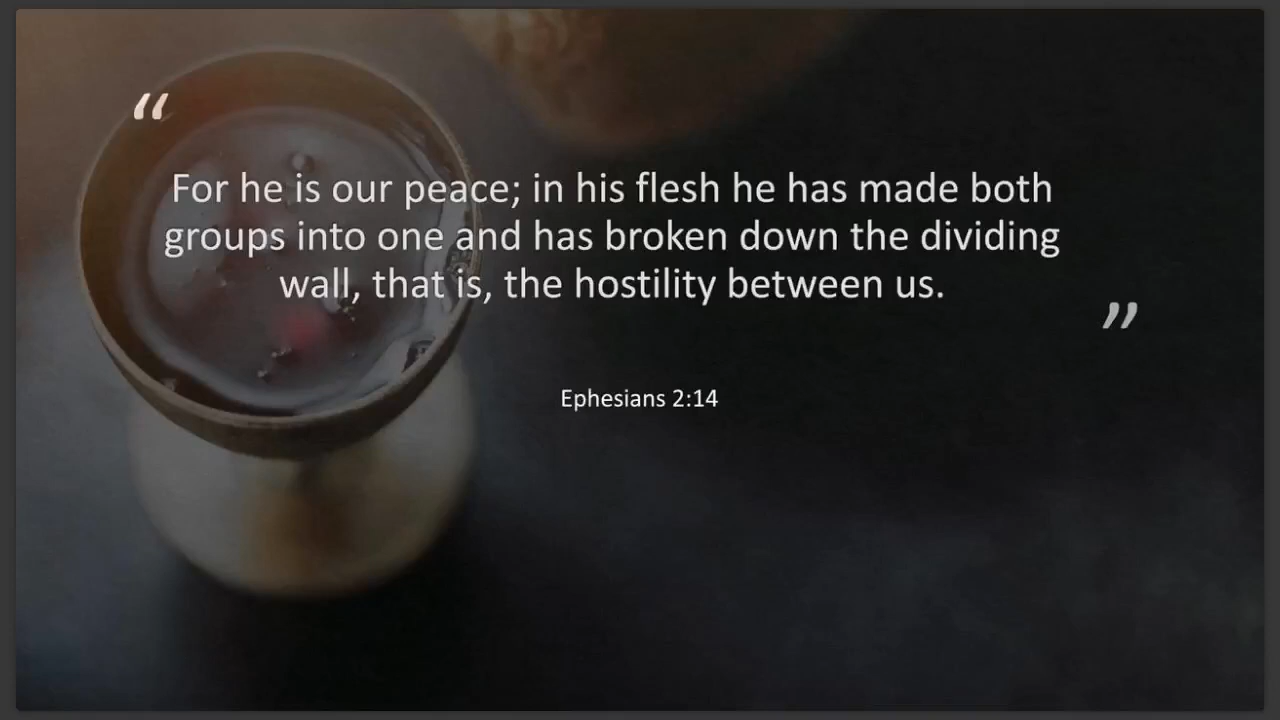 “
For he is our peace; in his flesh he has made both
groups into one and has broken down the dividing
wall, that is, the hostility between us.
”
Ephesians 2:14